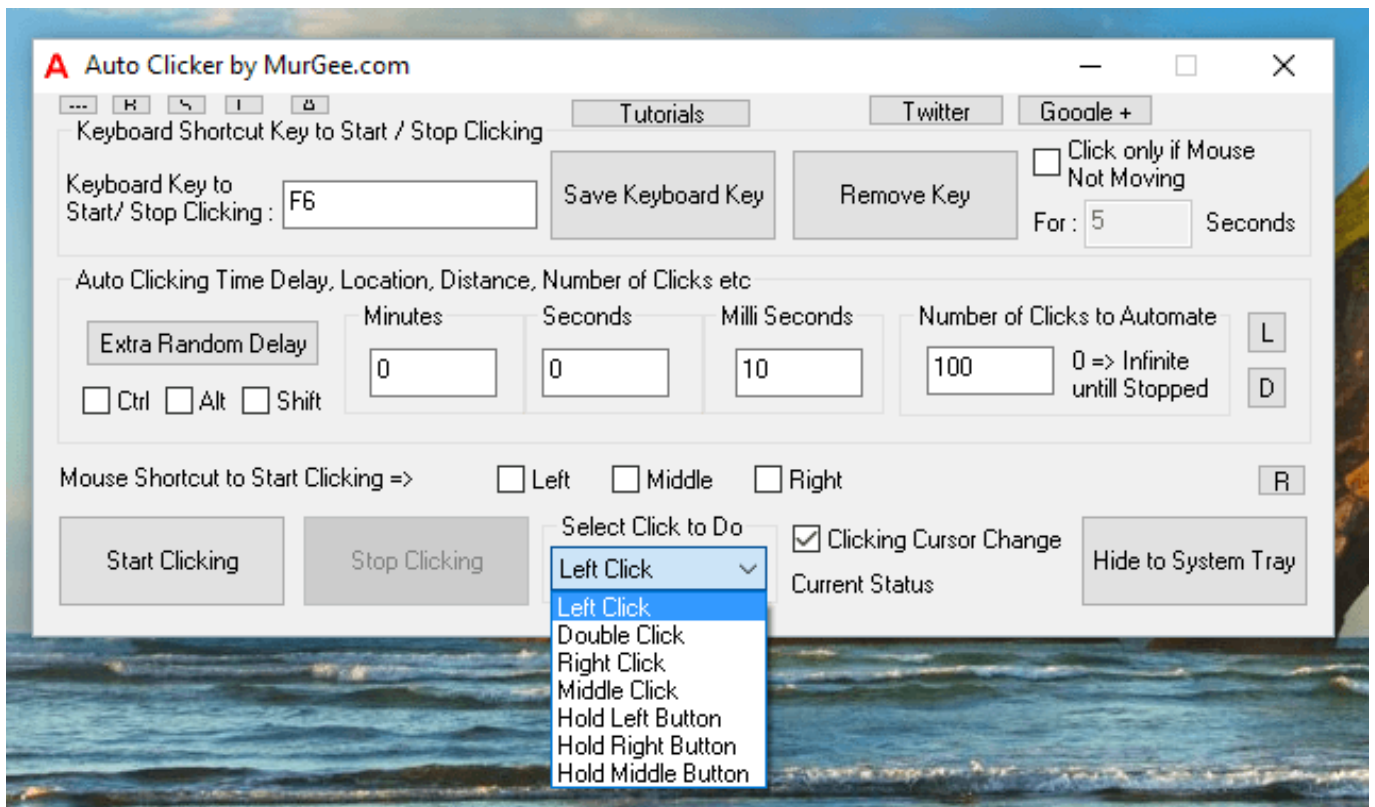 A Auto Clicker by MurGee.com
...
Tutorials
Twitter
Google +
Keyboard Shortcut Key to Start / Stop Clicking
Keyboard Key to
Start/ Stop Clicking :
F6
Save Keyboard Key
Remove Key
Click only if Mouse
Not Moving
For :
5
Seconds
Auto Clicking Time Delay, Location, Distance, Number of Clicks etc
Extra Random Delay
Minutes
Seconds
Milli Seconds
Number of Clicks to Automate
L
0
0
10
100
0 => Infinite
untill Stopped
D
Ctrl
Alt
Shift
Mouse Shortcut to Start Clicking =>
Left
Middle
Right
R
Start Clicking
Stop Clicking
Select Click to Do
Left Click
Clicking Cursor Change
Current Status
Hide to System Tray
Left Click
Double Click
Right Click
Middle Click
Hold Left Button
Hold Right Button
Hold Middle Button